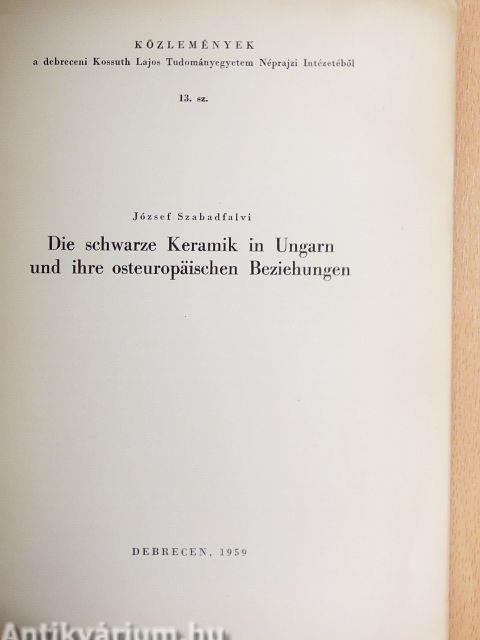 KÖZLEMÉNYEK
a debreceni Kossuth Lajos Tudományegyetem Néprajzi Intézetéből
13. sz.
József Szabadfalvi
Die schwarze Keramik in Ungarn
und ihre osteuropäischen Beziehungen
DEBRECEN, 1959
Antikvárium.hu